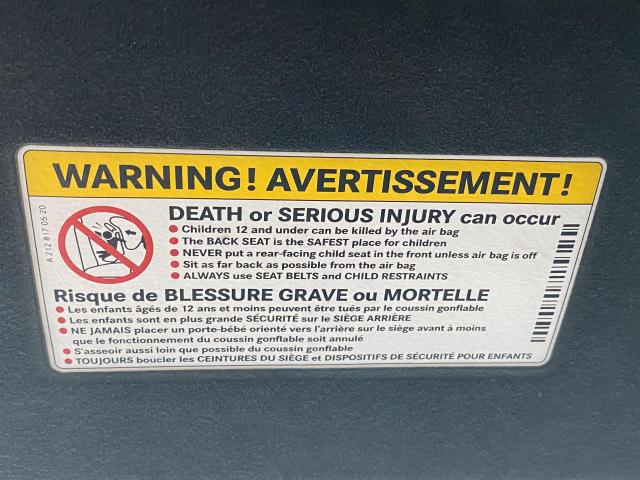 WARNING! AVERTISSEMENT!
A 212 817 05 20
DEATH or SERIOUS INJURY can occur
• Children 12 and under can be killed by the air bag
• The BACK SEAT is the SAFEST place for children
• NEVER put a rear-facing child seat in the front unless air bag is off
• Sit as far back as possible from the air bag
• ALWAYS use SEAT BELTS and CHILD RESTRAINTS
Risque de BLESSURE GRAVE ou MORTELLE
• Les enfants âgés de 12 ans et moins peuvent être tués par le coussin gonflable
• Les enfants sont en plus grande SÉCURITÉ sur le SIÈGE ARRIÈRE
• NE JAMAIS placer un porte-bébé orienté vers l'arrière sur le siège avant à moins
que le fonctionnement du coussin gonflable soit annulé
• S'asseoir aussi loin que possible du coussin gonflable
• TOUJOURS boucler les CEINTURES DU SIÈGE et DISPOSITIFS DE SÉCURITÉ POUR ENFANTS